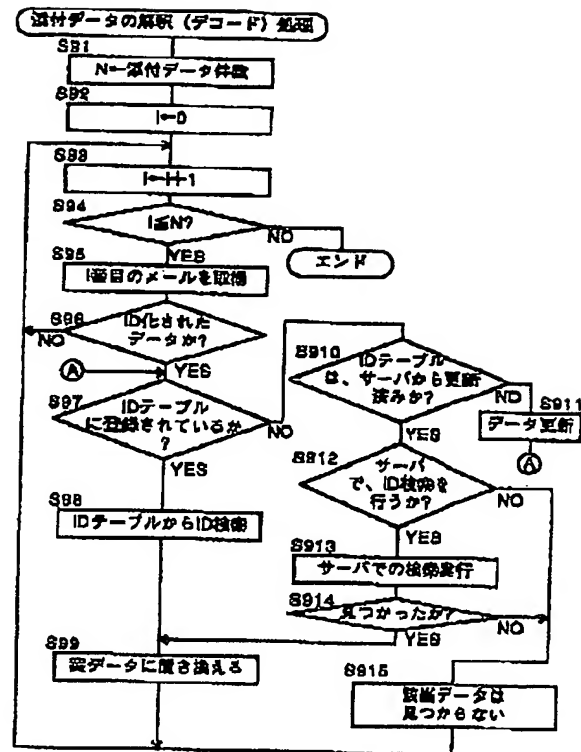 添付データの解釈（デコード）処理
S91
N←添付データ件数
S92
I←0
S93
I←I+1
S94
I≦N?
NO
YES
エンド
S95
I番目のメールを取得
S96
ID化された
データか?
NO
YES
A
S97
IDテーブル
に登録されているか
?
NO
YES
S98
IDテーブルからID検索
S99
実データに置き換える
S910
IDテーブル
は、サーバから更新
済みか?
NO
YES
S911
データ更新
A
S912
サーバ
で、ID検索を
行うか?
NO
YES
S913
サーバでの検索実行
S914
見つかったか?
NO
YES
S915
該当データは
見つからない